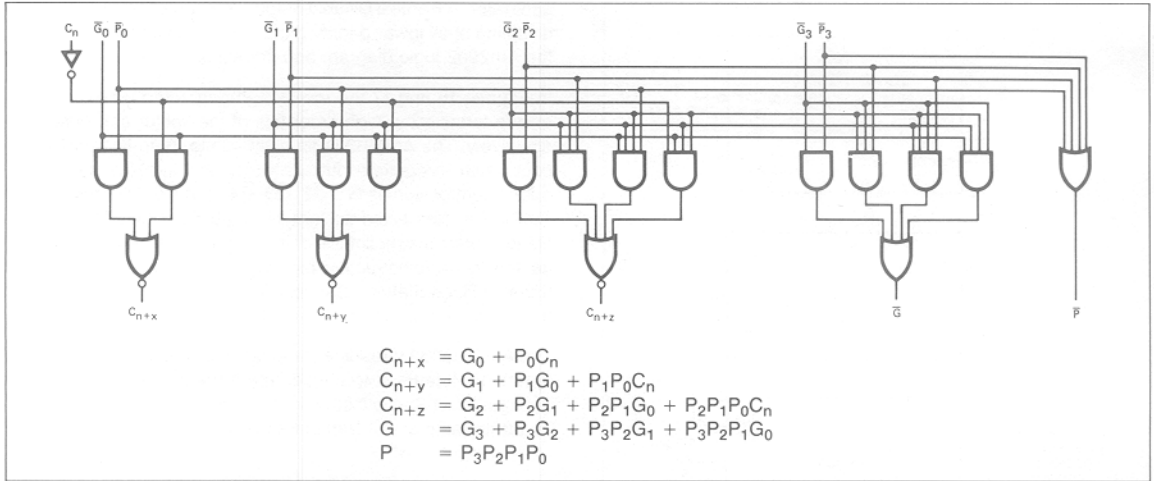 Cₙ G̅₀ P̅₀ G̅₁ P̅₁ G̅₂ P̅₂ G̅₃ P̅₃
Cₙ₊ₓ Cₙ₊ᵧ Cₙ₊z G̅ P̅
Cₙ₊ₓ = G₀ + P₀Cₙ
Cₙ₊ᵧ = G₁ + P₁G₀ + P₁P₀Cₙ
Cₙ₊z = G₂ + P₂G₁ + P₂P₁G₀ + P₂P₁P₀Cₙ
G = G₃ + P₃G₂ + P₃P₂G₁ + P₃P₂P₁G₀
P = P₃P₂P₁P₀